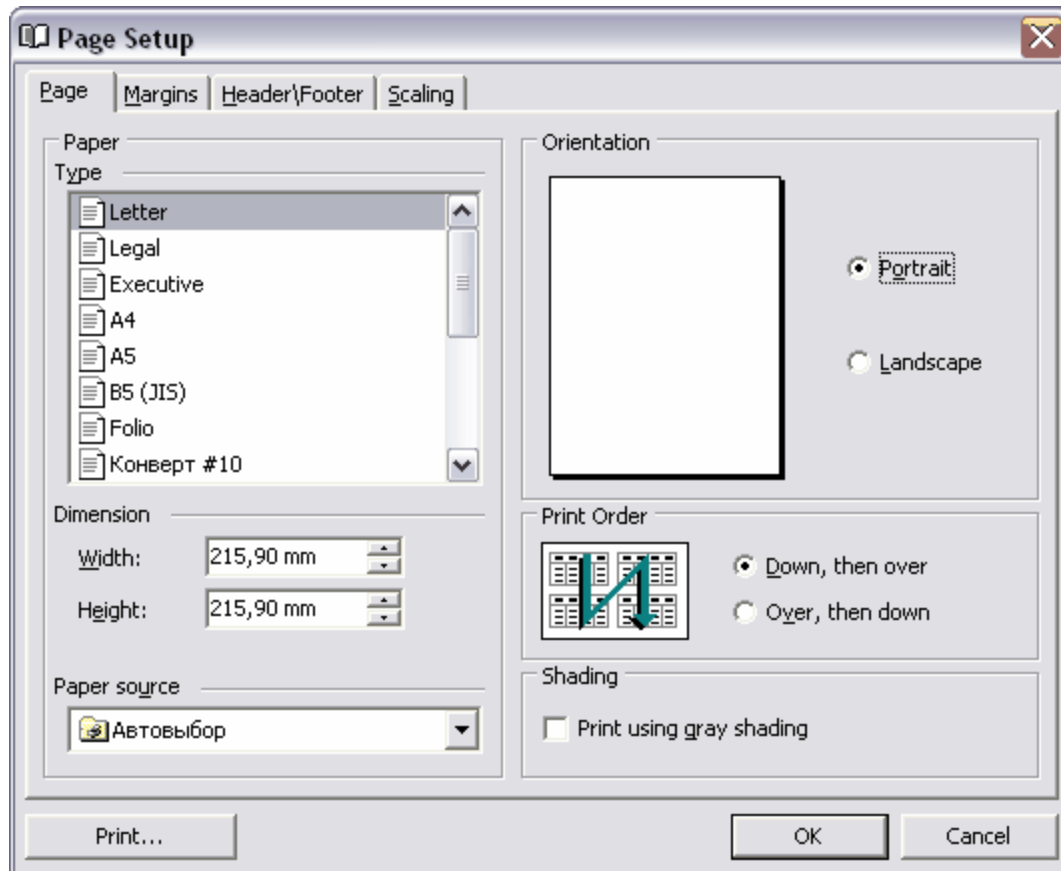 Page Setup
Page
Margins
Header\Footer
Scaling
Paper
Type
Letter
Legal
Executive
A4
A5
B5 (JIS)
Folio
Конверт #10
Dimension
Width:
215,90 mm
Height:
215,90 mm
Paper source
Автовыбор
Orientation
Portrait
Landscape
Print Order
Down, then over
Over, then down
Shading
Print using gray shading
Print...
OK
Cancel